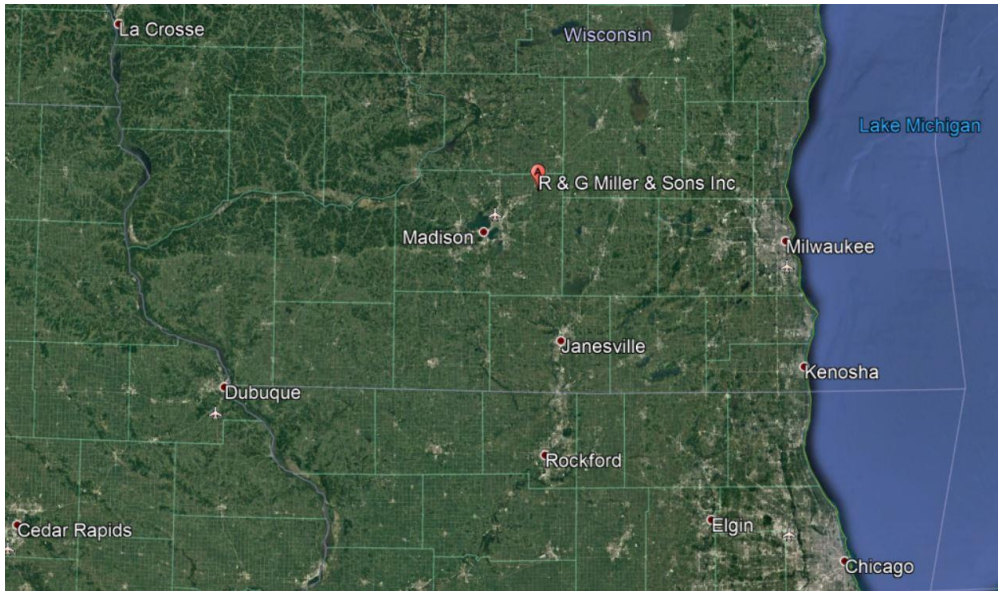 La Crosse
Wisconsin
Lake Michigan
A
R & G Miller & Sons Inc
Madison
Milwaukee
Janesville
Kenosha
Dubuque
Rockford
Cedar Rapids
Elgin
Chicago